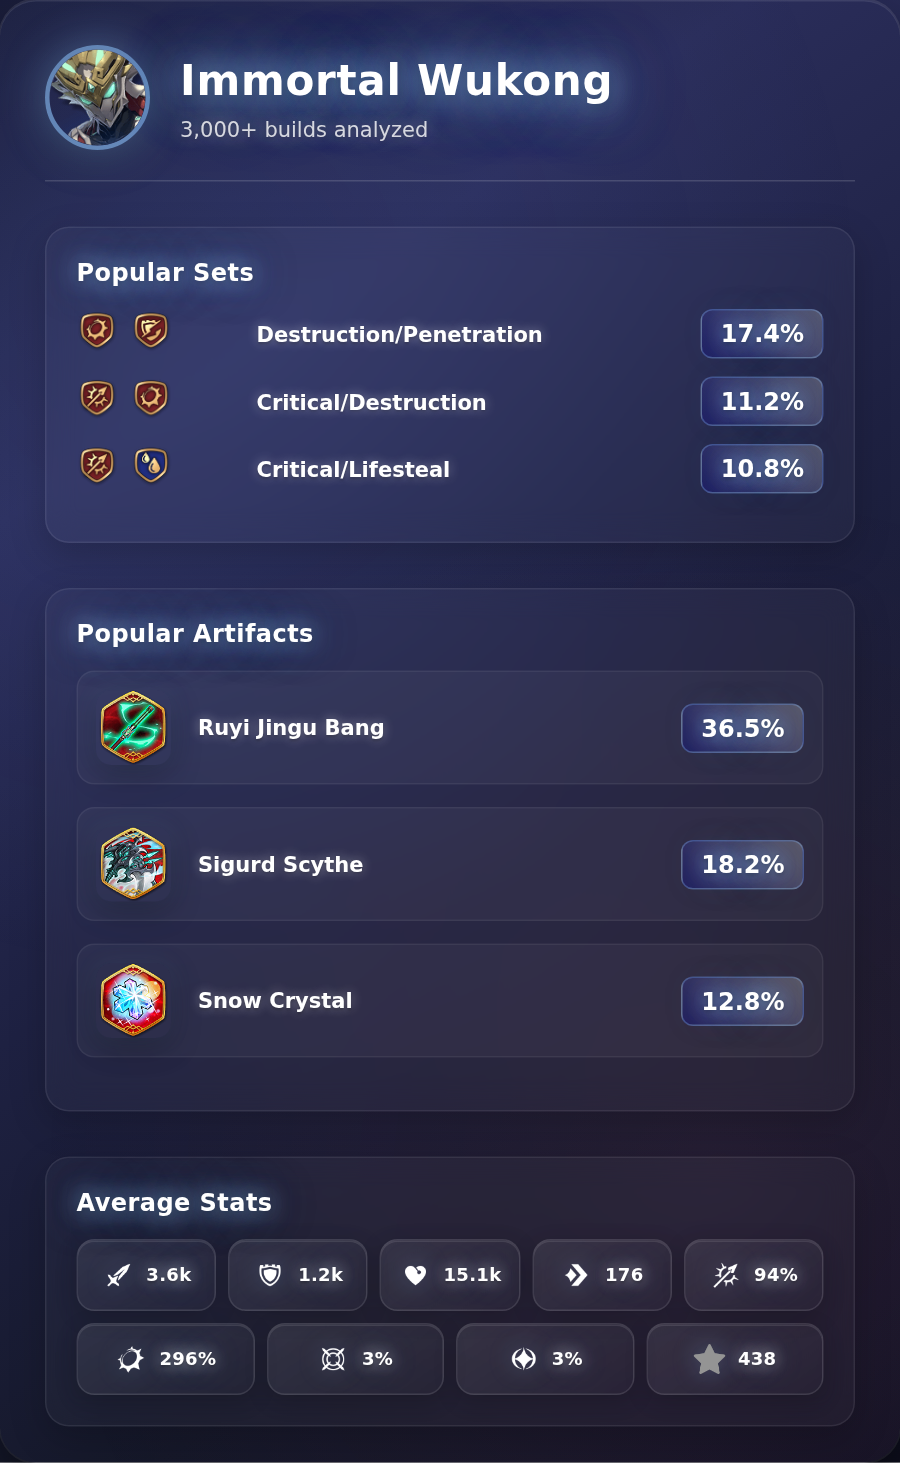 Immortal Wukong
3,000+ builds analyzed
Popular Sets
Destruction/Penetration 17.4%
Critical/Destruction 11.2%
Critical/Lifesteal 10.8%
Popular Artifacts
Ruyi Jingu Bang 36.5%
Sigurd Scythe 18.2%
Snow Crystal 12.8%
Average Stats
3.6k 1.2k 15.1k 176 94%
296% 3% 3% 438